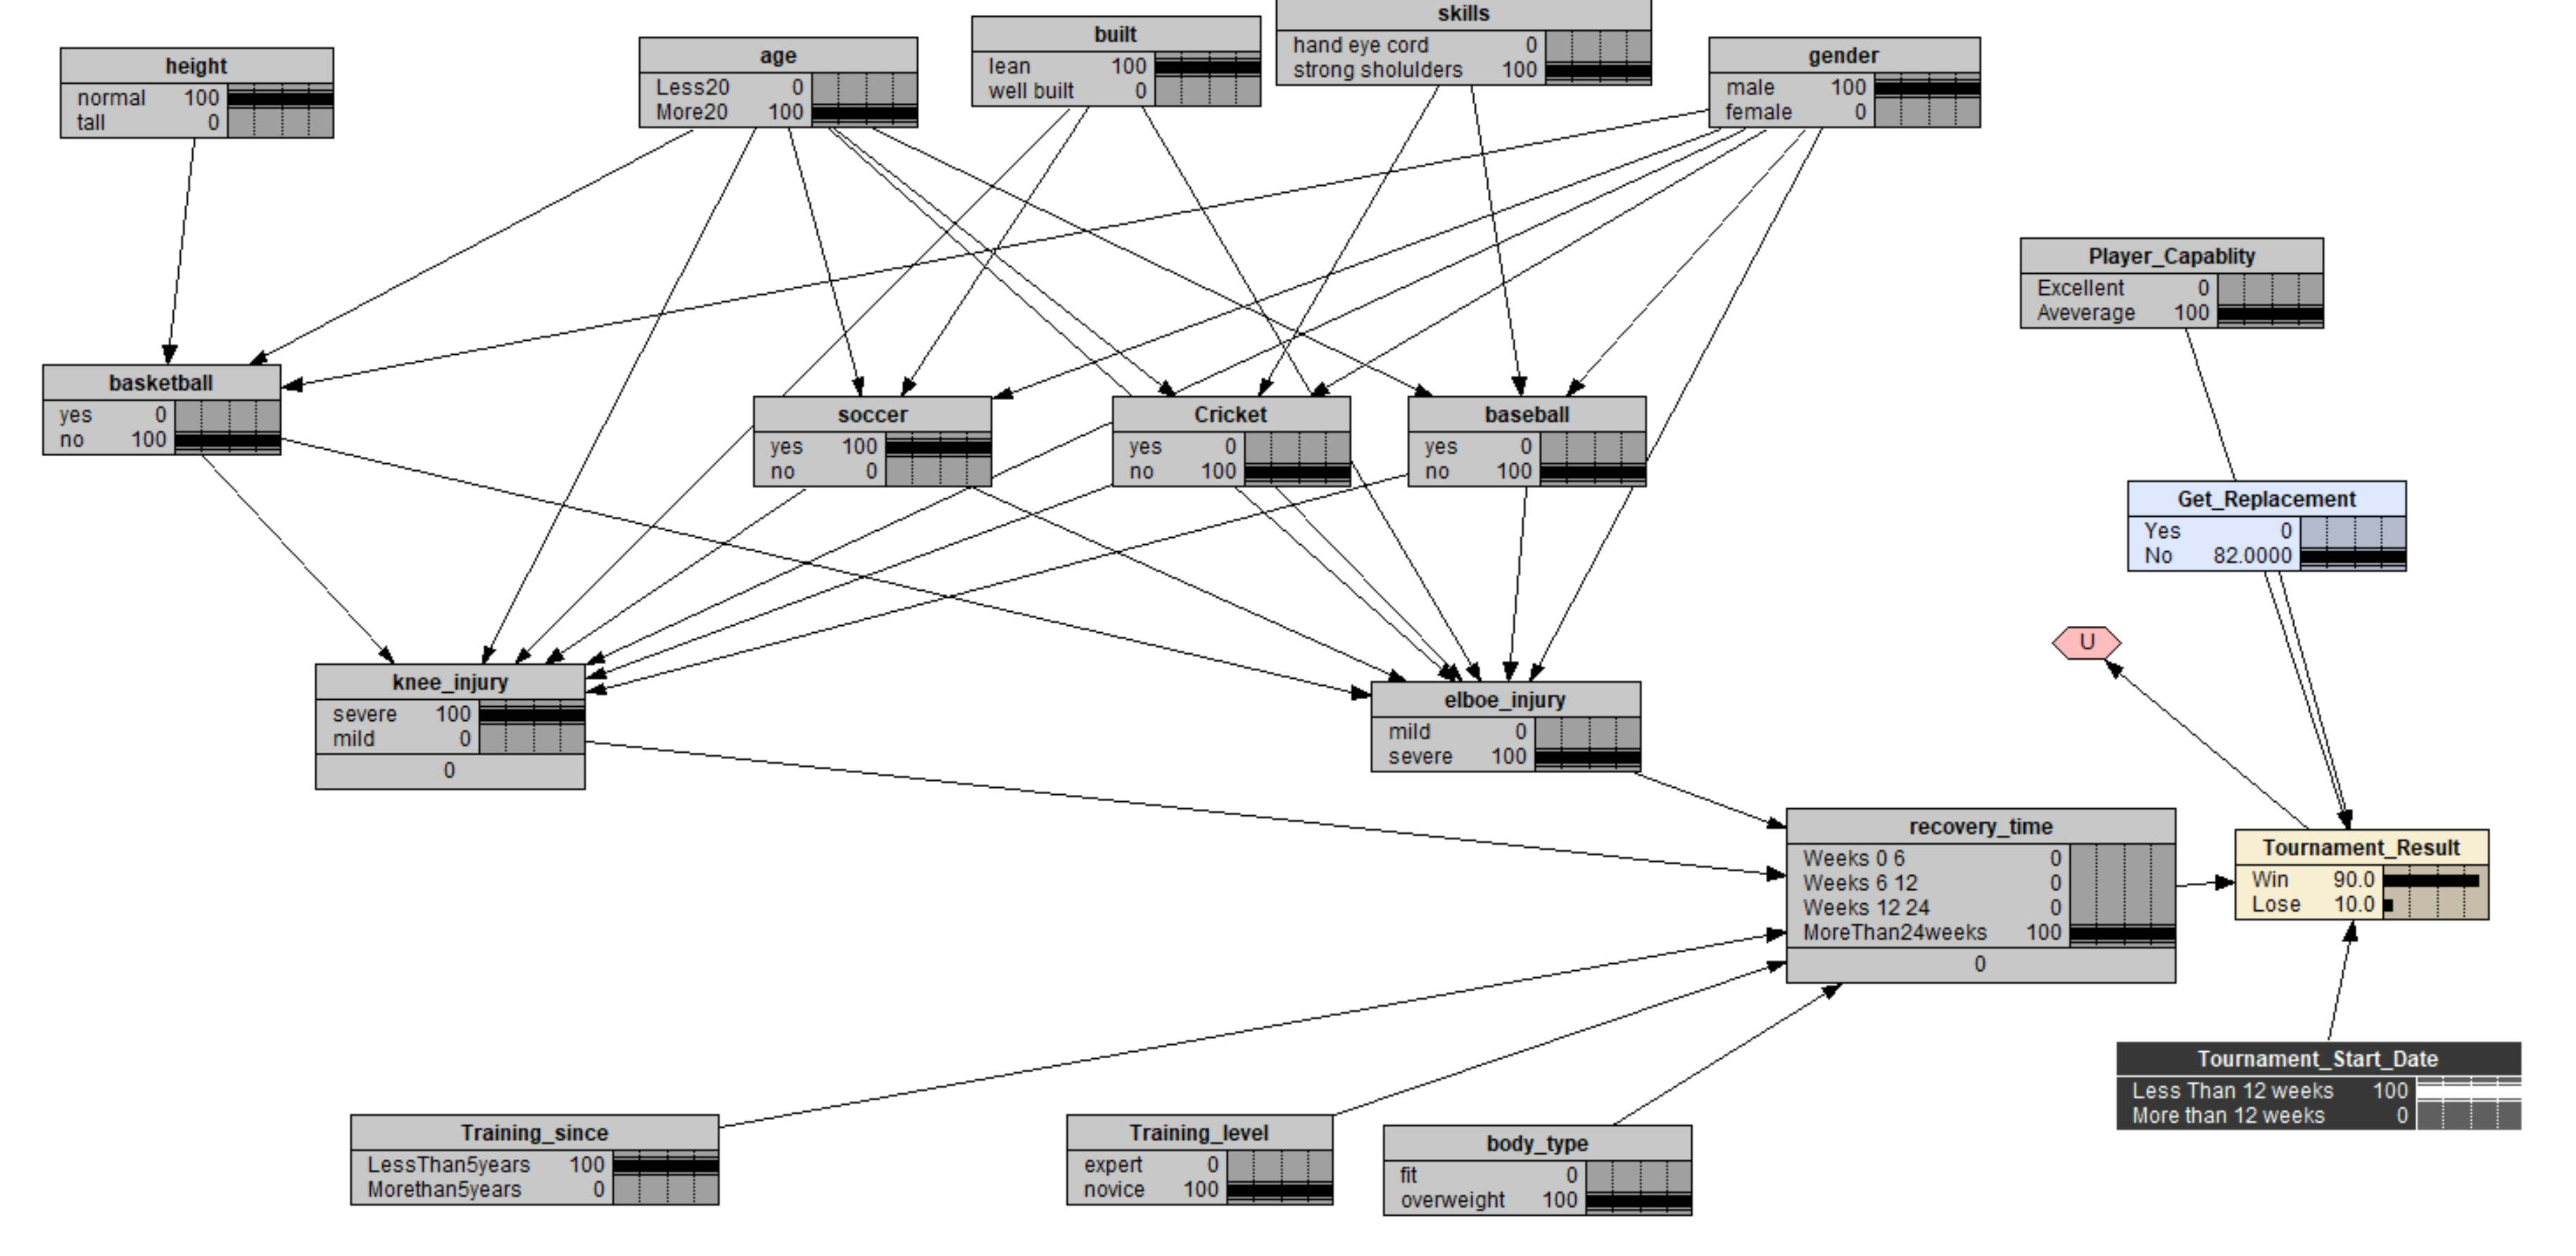 height
normal 100
tall 0
age
Less20 0
More20 100
built
lean 100
well built 0
skills
hand eye cord 0
strong sholulders 100
gender
male 100
female 0
Player_Capablity
Excellent 0
Aveverage 100
basketball
yes 0
no 100
soccer
yes 100
no 0
Cricket
yes 0
no 100
baseball
yes 0
no 100
Get_Replacement
Yes 0
No 82.0000
U
knee_injury
severe 100
mild 0
0
elboe_injury
mild 0
severe 100
recovery_time
Weeks 0 6 0
Weeks 6 12 0
Weeks 12 24 0
MoreThan24weeks 100
0
Tournament_Result
Win 90.0
Lose 10.0
Tournament_Start_Date
Less Than 12 weeks 100
More than 12 weeks 0
Training_since
LessThan5years 100
Morethan5years 0
Training_level
expert 0
novice 100
body_type
fit 0
overweight 100